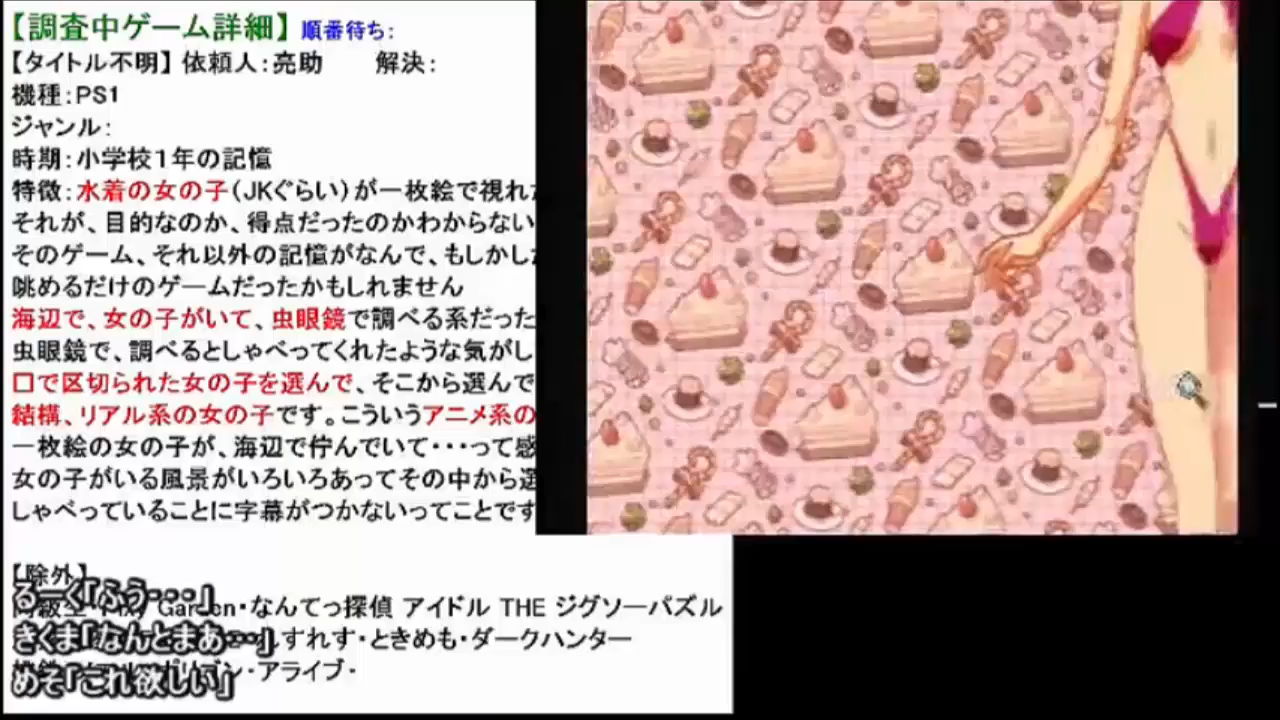 【調査中ゲーム詳細】 順番待ち:
【タイトル不明】 依頼人:亮助 解決:
機種:PS1
ジャンル:
時期:小学校1年の記憶
特徴:水着の女の子(JKぐらい)が一枚絵で視れ
それが、目的なのか、得点だったのかわからない
そのゲーム、それ以外の記憶がなんで、もしかし
眺めるだけのゲームだったかもしれません
海辺で、女の子がいて、虫眼鏡で調べる系だった
虫眼鏡で、調べるとしゃべってくれたような気がし
口で区切られた女の子を選んで、そこから選んで
結構、リアル系の女の子です。こういうアニメ系の
一枚絵の女の子が、海辺で佇んでいて・・・って感
女の子がいる風景がいろいろあってその中から選
しゃべっていることに字幕がつかないってことです
【除外】
るーく「ふう・・・」
Garden・なんてっ探偵 アイドル THE ジグソーパズル
きくま「なんとまあ・・・」
すれすれ・ときめも・ダークハンター
めそ「これ欲しい」
・アライブ・